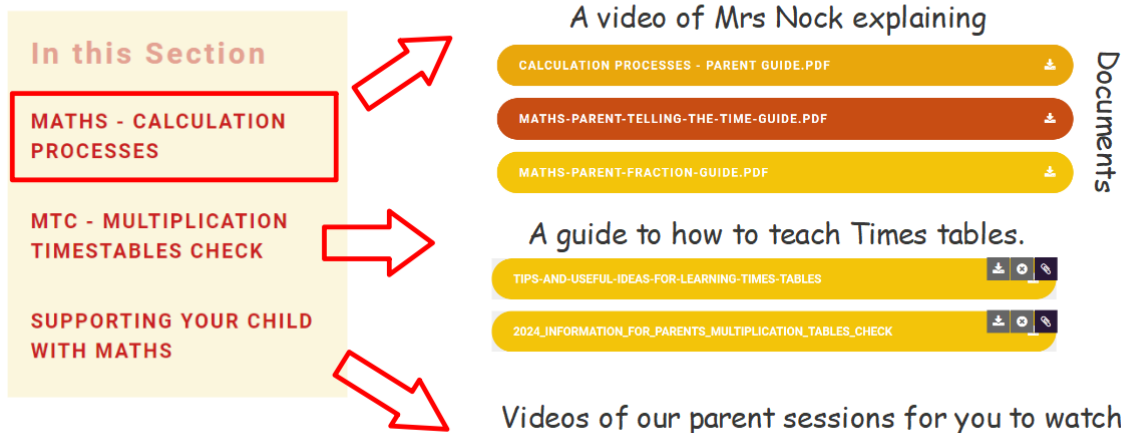 In this Section
MATHS - CALCULATION
PROCESSES
MTC - MULTIPLICATION
TIMESTABLES CHECK
SUPPORTING YOUR CHILD
WITH MATHS
A video of Mrs Nock explaining
CALCULATION PROCESSES - PARENT GUIDE.PDF
MATHS-PARENT-TELLING-THE-TIME-GUIDE.PDF
MATHS-PARENT-FRACTION-GUIDE.PDF
Documents
A guide to how to teach Times tables.
TIPS-AND-USEFUL-IDEAS-FOR-LEARNING-TIMES-TABLES
2024_INFORMATION_FOR_PARENTS_MULTIPLICATION_TABLES_CHECK
Videos of our parent sessions for you to watch